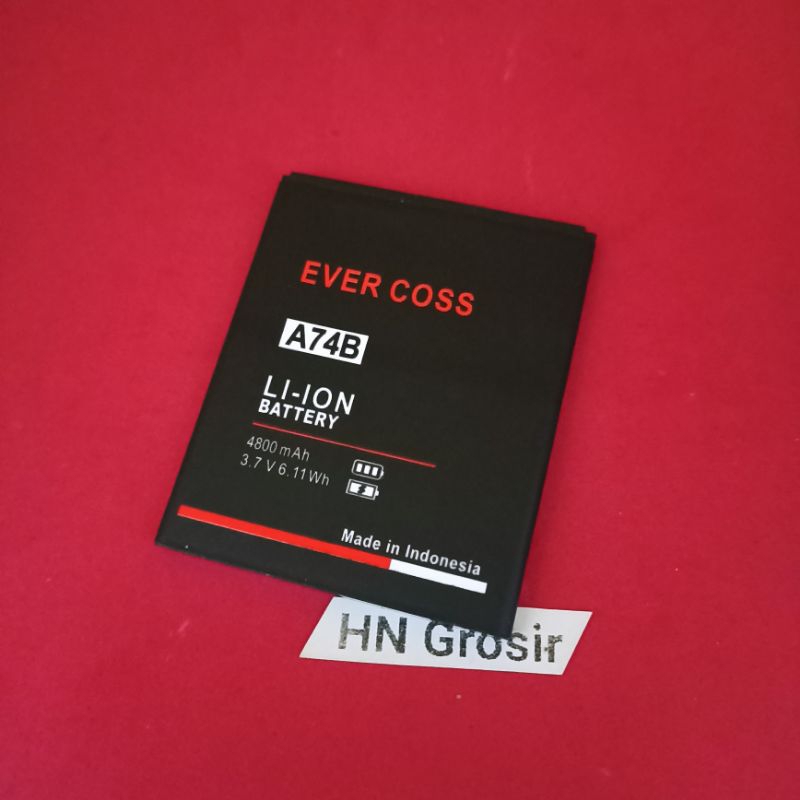 EVER COSS
A74B
LI-ION
BATTERY
4800 mAh
3.7 V 6.11Wh
Made in Indonesia
HN Grosir